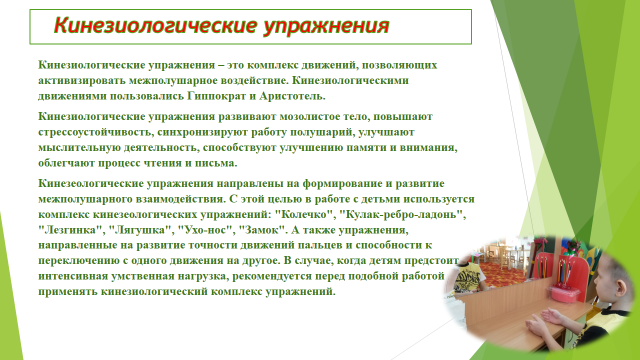 Кинезиологические упражнения
Кинезиологические упражнения – это комплекс движений, позволяющих
активизировать межполушарное воздействие. Кинезиологическими
движениями пользовались Гиппократ и Аристотель.
Кинезиологические упражнения развивают мозолистое тело, повышают
стрессоустойчивость, синхронизируют работу полушарий, улучшают
мыслительную деятельность, способствуют улучшению памяти и внимания,
облегчают процесс чтения и письма.
Кинезеологические упражнения направлены на формирование и развитие
межполушарного взаимодействия. С этой целью в работе с детьми используется
комплекс кинезеологических упражнений: "Колечко", "Кулак-ребро-ладонь",
"Лезгинка", "Лягушка", "Ухо-нос", "Замок". А также упражнения,
направленные на развитие точности движений пальцев и способности к
переключению с одного движения на другое. В случае, когда детям предстоит
интенсивная умственная нагрузка, рекомендуется перед подобной работой
применять кинезиологический комплекс упражнений.